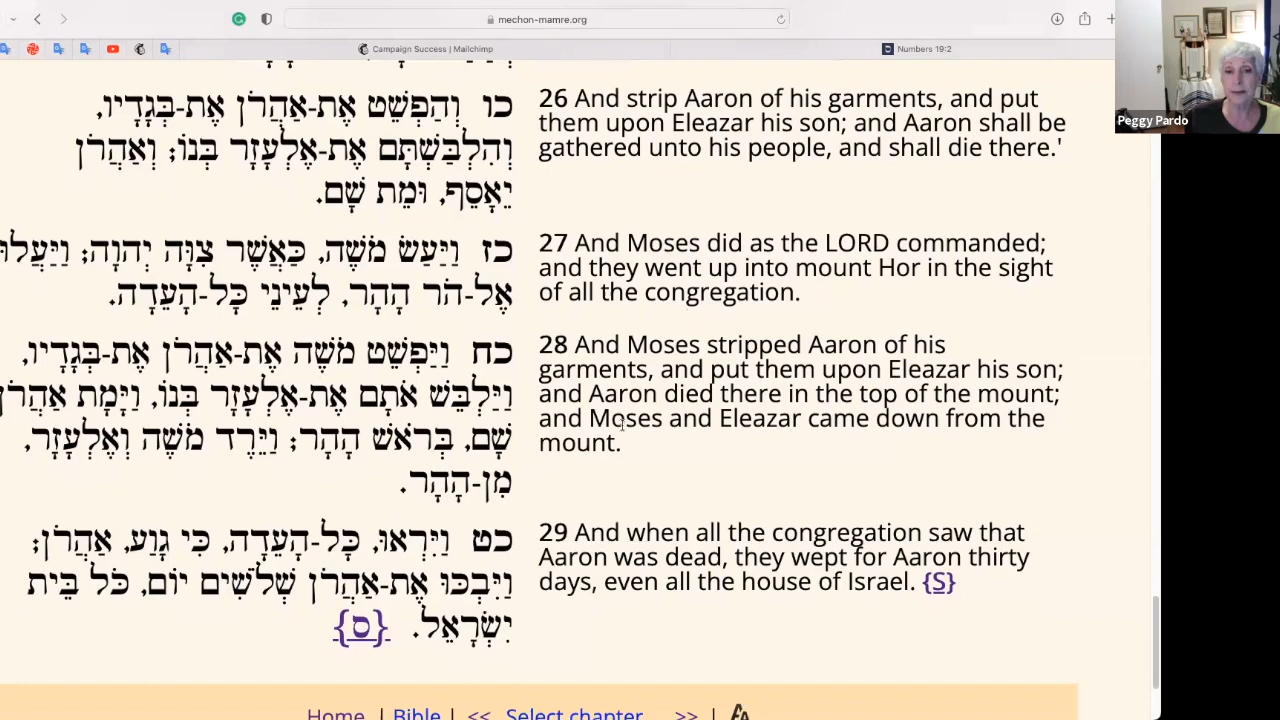 mechon-mamre.org
Campaign Success | Mailchimp
Numbers 19:2
Peggy Pardo
כו וְהַפְשֵׁט אֶת-אַהֲרֹן אֶת-בְּגָדָיו,
וְהִלְבַּשְׁתָּם אֶת-אֶלְעָזָר בְּנוֹ; וְאַהֲרֹן
יֵאָסֵף, וּמֵת שָׁם.
26 And strip Aaron of his garments, and put
them upon Eleazar his son; and Aaron shall be
gathered unto his people, and shall die there.'
כז וַיַּעַשׂ מֹשֶׁה, כַּאֲשֶׁר צִוָּה יְהוָה; וַיַּעֲלוּ
אֶל-הֹר הָהָר, לְעֵינֵי כָּל-הָעֵדָה.
27 And Moses did as the LORD commanded;
and they went up into mount Hor in the sight
of all the congregation.
כח וַיַּפְשֵׁט מֹשֶׁה אֶת-אַהֲרֹן אֶת-בְּגָדָיו,
וַיַּלְבֵּשׁ אֹתָם אֶת-אֶלְעָזָר בְּנוֹ, וַיָּמָת אַהֲרֹ
שָׁם, בְּרֹאשׁ הָהָר; וַיֵּרֶד מֹשֶׁה וְאֶלְעָזָר,
מִן-הָהָר.
28 And Moses stripped Aaron of his
garments, and put them upon Eleazar his son;
and Aaron died there in the top of the mount;
and Moses and Eleazar came down from the
mount.
כט וַיִּרְאוּ, כָּל-הָעֵדָה, כִּי גָוַע, אַהֲרֹן;
וַיִּבְכּוּ אֶת-אַהֲרֹן שְׁלֹשִׁים יוֹם, כֹּל בֵּית
יִשְׂרָאֵל. {ס}
29 And when all the congregation saw that
Aaron was dead, they wept for Aaron thirty
days, even all the house of Israel. {S}
Home | Bible | << Select chapter >> |